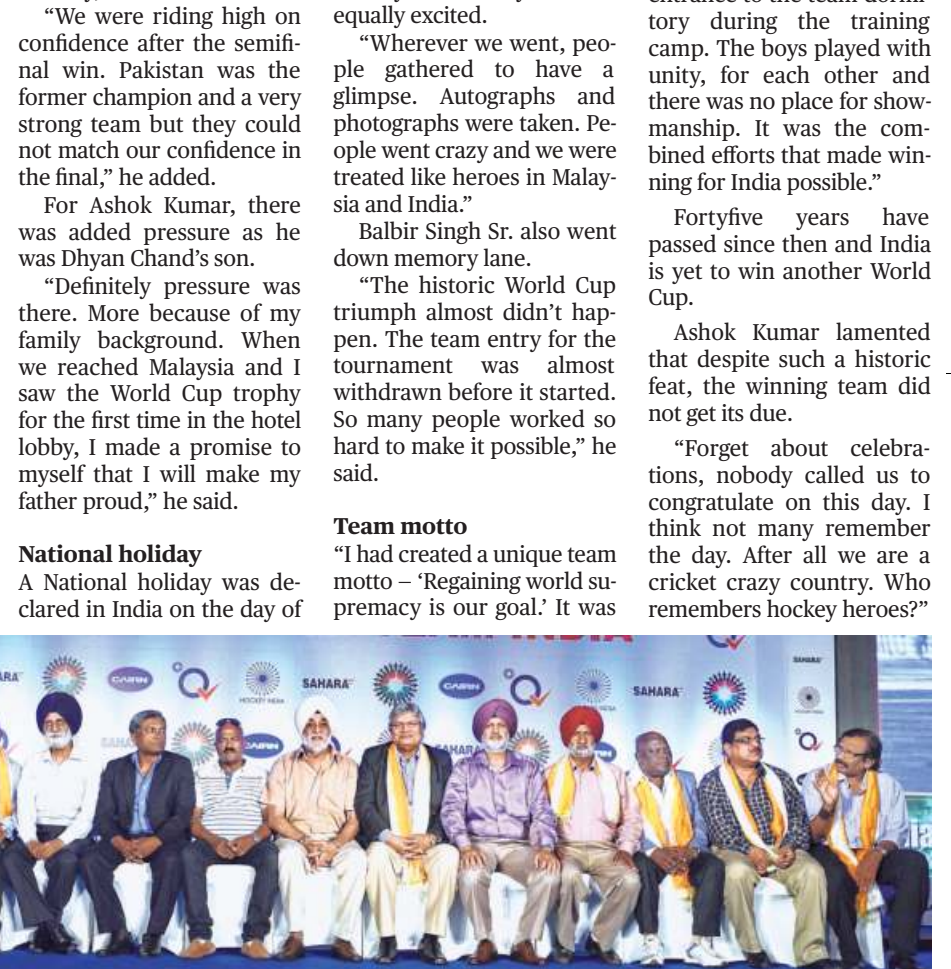 “We were riding high on
confidence after the semifi-
nal win. Pakistan was the
former champion and a very
strong team but they could
not match our confidence in
the final,” he added.
For Ashok Kumar, there
was added pressure as he
was Dhyan Chand’s son.
“Definitely pressure was
there. More because of my
family background. When
we reached Malaysia and I
saw the World Cup trophy
for the first time in the hotel
lobby, I made a promise to
myself that I will make my
father proud,” he said.
National holiday
A National holiday was de-
clared in India on the day of
equally excited.
“Wherever we went, peo-
ple gathered to have a
glimpse. Autographs and
photographs were taken. Pe-
ople went crazy and we were
treated like heroes in Malay-
sia and India.”
Balbir Singh Sr. also went
down memory lane.
“The historic World Cup
triumph almost didn’t hap-
pen. The team entry for the
tournament was almost
withdrawn before it started.
So many people worked so
hard to make it possible,” he
said.
Team motto
“I had created a unique team
motto – ‘Regaining world su-
premacy is our goal.’ It was
entrance to the team dormi-
tory during the training
camp. The boys played with
unity, for each other and
there was no place for show-
manship. It was the com-
bined efforts that made win-
ning for India possible.”
Fortyfive years have
passed since then and India
is yet to win another World
Cup.
Ashok Kumar lamented
that despite such a historic
feat, the winning team did
not get its due.
“Forget about celebra-
tions, nobody called us to
congratulate on this day. I
think not many remember
the day. After all we are a
cricket crazy country. Who
remembers hockey heroes?”
TEAM INDIA
CAIRN
HOCKEY INDIA
SAHARA
CAIRN
SAHARA
SAHARA
CAIRN
SAHARA